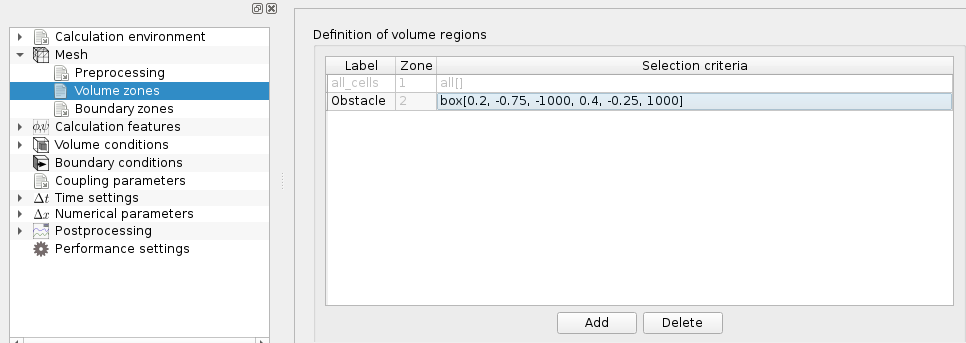 Calculation environment
Mesh
Preprocessing
Volume zones
Boundary zones
Calculation features
Volume conditions
Boundary conditions
Coupling parameters
Δt Time settings
Δx Numerical parameters
Postprocessing
Performance settings
Definition of volume regions
Label Zone Selection criteria
all_cells 1 all[]
Obstacle 2 box[0.2, -0.75, -1000, 0.4, -0.25, 1000]
Add Delete